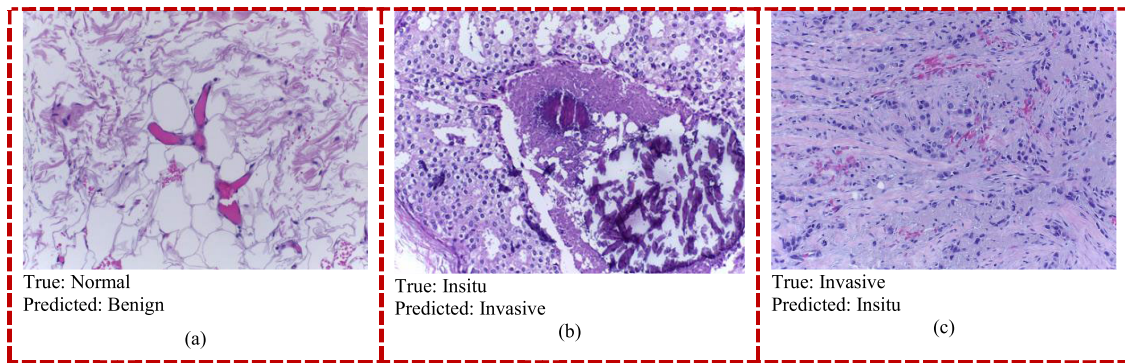 True: Normal
Predicted: Benign
(a)
True: Insitu
Predicted: Invasive
(b)
True: Invasive
Predicted: Insitu
(c)